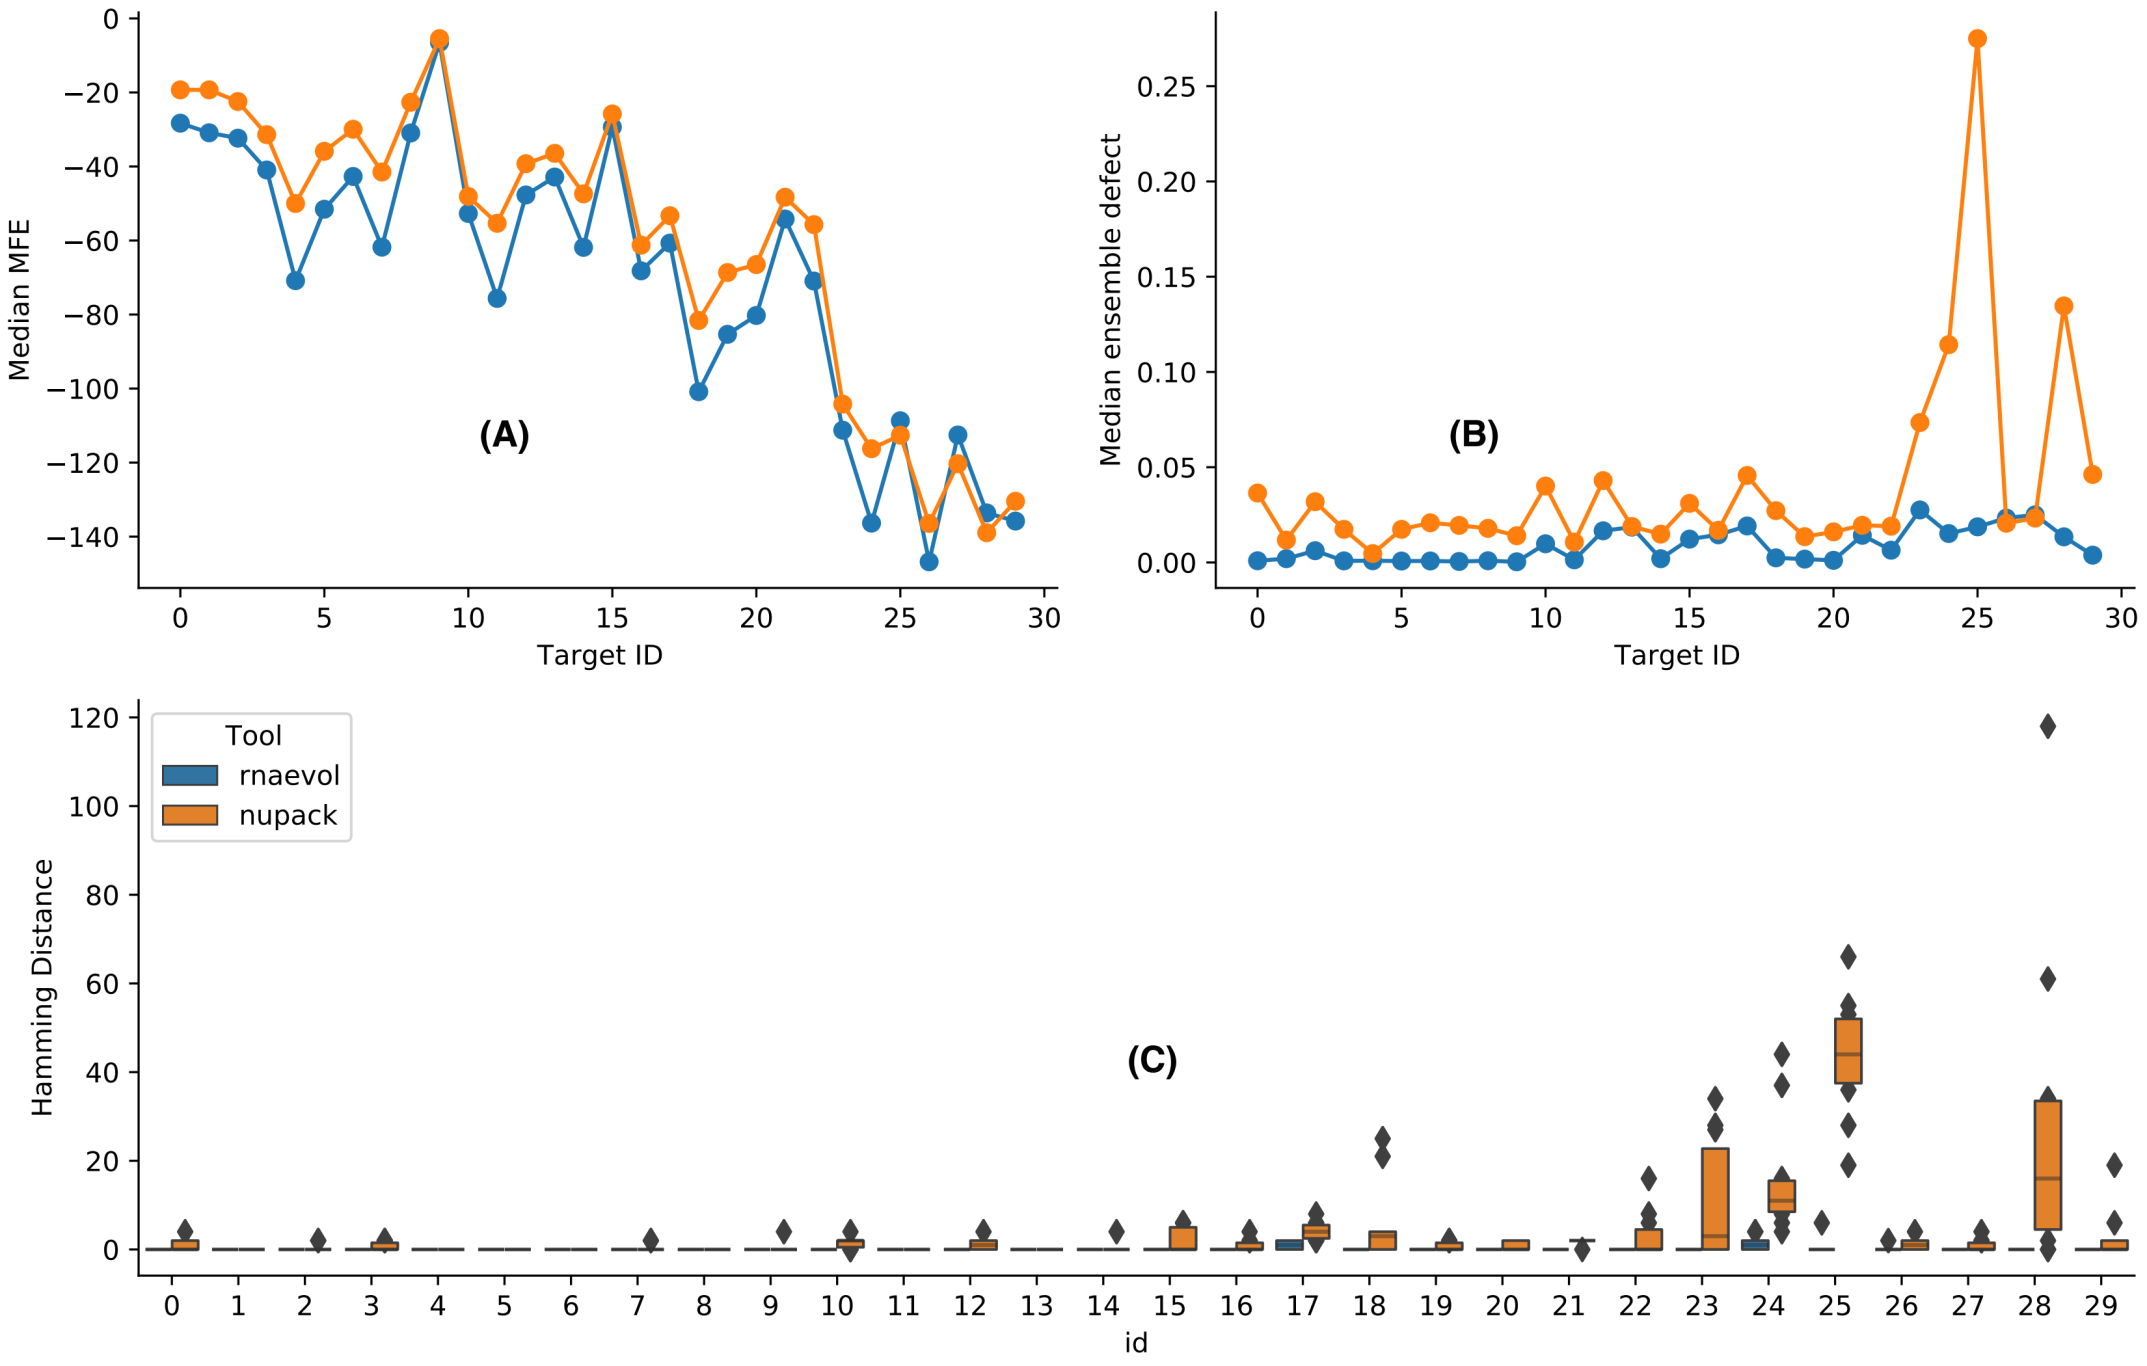 0
−20
−40
−60
−80
−100
−120
−140
Median MFE
(A)
0 5 10 15 20 25 30
Target ID
0.25
0.20
0.15
0.10
0.05
0.00
Median ensemble defect
(B)
0 5 10 15 20 25 30
Target ID
120
100
80
60
40
20
0
Hamming Distance
Tool
rnaevol
nupack
(C)
0 1 2 3 4 5 6 7 8 9 10 11 12 13 14 15 16 17 18 19 20 21 22 23 24 25 26 27 28 29
id